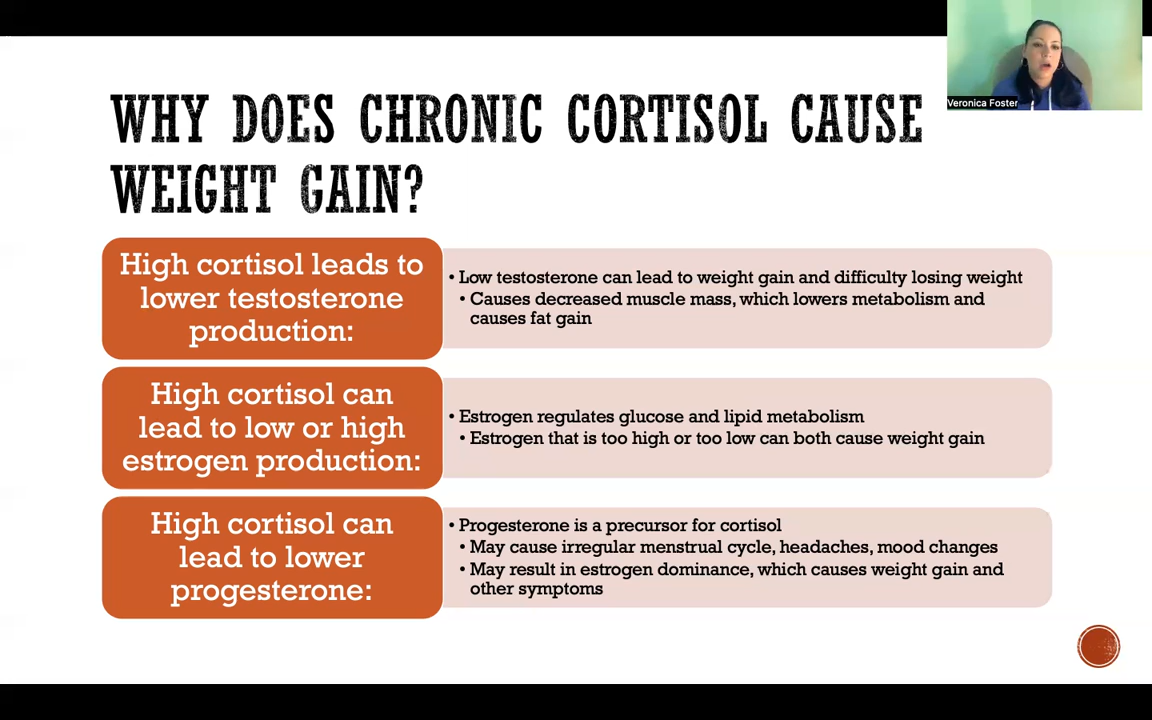 WHY DOES CHRONIC CORTISOL CAUSE
WEIGHT GAIN?
Veronica Foster
High cortisol leads to
lower testosterone
production:
• Low testosterone can lead to weight gain and difficulty losing weight
• Causes decreased muscle mass, which lowers metabolism and
causes fat gain
High cortisol can
lead to low or high
estrogen production:
• Estrogen regulates glucose and lipid metabolism
• Estrogen that is too high or too low can both cause weight gain
High cortisol can
lead to lower
progesterone:
• Progesterone is a precursor for cortisol
• May cause irregular menstrual cycle, headaches, mood changes
• May result in estrogen dominance, which causes weight gain and
other symptoms